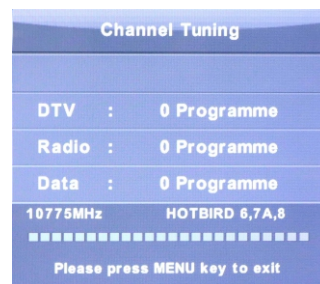 Channel Tuning
DTV : 0 Programme
Radio : 0 Programme
Data : 0 Programme
10775MHz HOTBIRD 6,7A,8
Please press MENU key to exit